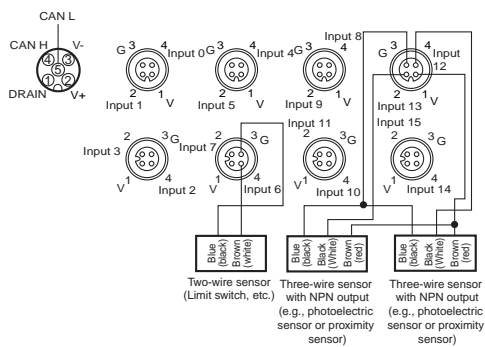 CAN L
CAN H
V-
4
3
5
1
2
DRAIN
V+
G
3
4
Input 0
2
1
Input 1
V
G
3
4
Input 4
2
1
Input 5
V
Input 8
G
3
4
2
1
Input 9
V
G
3
4
Input
12
2
1
Input 13
V
2
3
G
Input 3
V
1
4
Input 2
2
3
G
Input 7
V
1
4
Input 6
Input 11
2
3
G
V
1
4
Input 10
Input 15
2
3
G
V
1
4
Input 14
Blue
(black)
Brown
(white)
Two-wire sensor
(Limit switch, etc.)
Blue
(black)
Black
(White)
Brown
(red)
Three-wire sensor
with NPN output
(e.g., photoelectric
sensor or proximity
sensor)
Blue
(black)
Black
(White)
Brown
(red)
Three-wire sensor
with NPN output
(e.g., photoelectric
sensor or proximity
sensor)